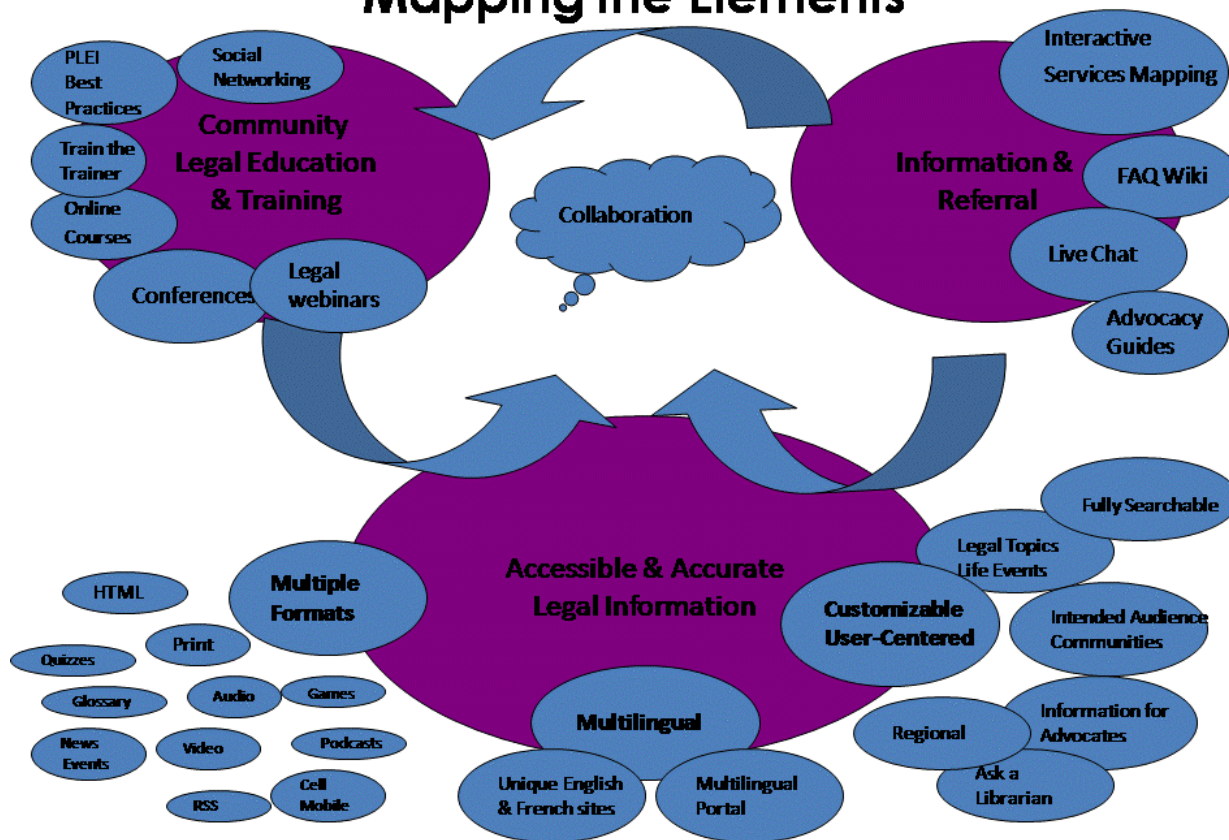 Mapping the Elements
PLEI
Best
Practices
Social
Networking
Train the
Trainer
Online
Courses
Conferences
Legal
webinars
Community
Legal Education
& Training
Collaboration
Information &
Referral
Interactive
Services Mapping
FAQ Wiki
Live Chat
Advocacy
Guides
Accessible & Accurate
Legal Information
Multiple
Formats
HTML
Print
Quizzes
Glossary
Audio
Games
News
Events
Video
Podcasts
RSS
Cell
Mobile
Multilingual
Unique English
& French sites
Multilingual
Portal
Customizable
User-Centered
Fully Searchable
Legal Topics
Life Events
Intended Audience
Communities
Information for
Advocates
Regional
Ask a
Librarian